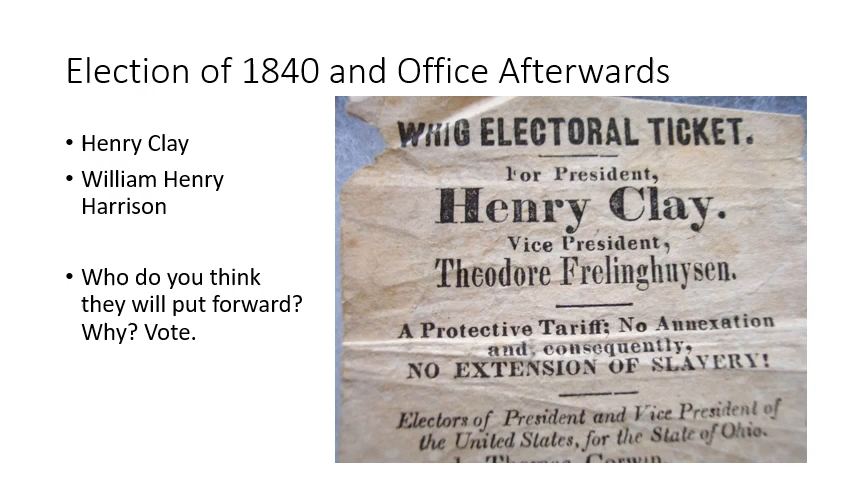 Election of 1840 and Office Afterwards
• Henry Clay
• William Henry
Harrison
• Who do you think
they will put forward?
Why? Vote.
WHIG ELECTORAL TICKET.
For President,
Henry Clay.
Vice President,
Theodore Frelinghuysen.
A Protective Tariff; No Annexation
and, consequently,
NO EXTENSION OF SLAVERY!
Electors of President and Vice President of
the United States, for the State of Ohio.